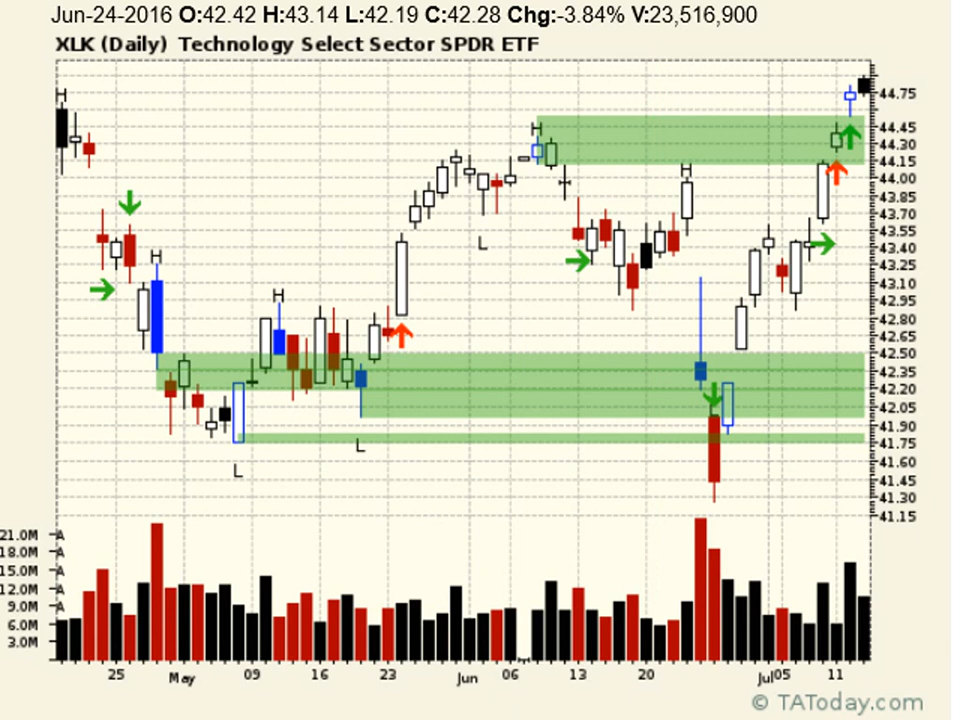 Jun-24-2016 O:42.42 H:43.14 L:42.19 C:42.28 Chg:-3.84% V:23,516,900
XLK (Daily) Technology Select Sector SPDR ETF
H
H
H
H
H
L
L
L
44.75
44.45
44.30
44.15
44.00
43.85
43.70
43.55
43.40
43.25
43.10
42.95
42.80
42.65
42.50
42.35
42.20
42.05
41.90
41.75
41.60
41.45
41.30
41.15
21.0M A
18.0M A
15.0M A
12.0M A
9.0M A
6.0M
3.0M
25 May 09 16 23 Jun 06 13 20 Jul05 11
© TAToday.com